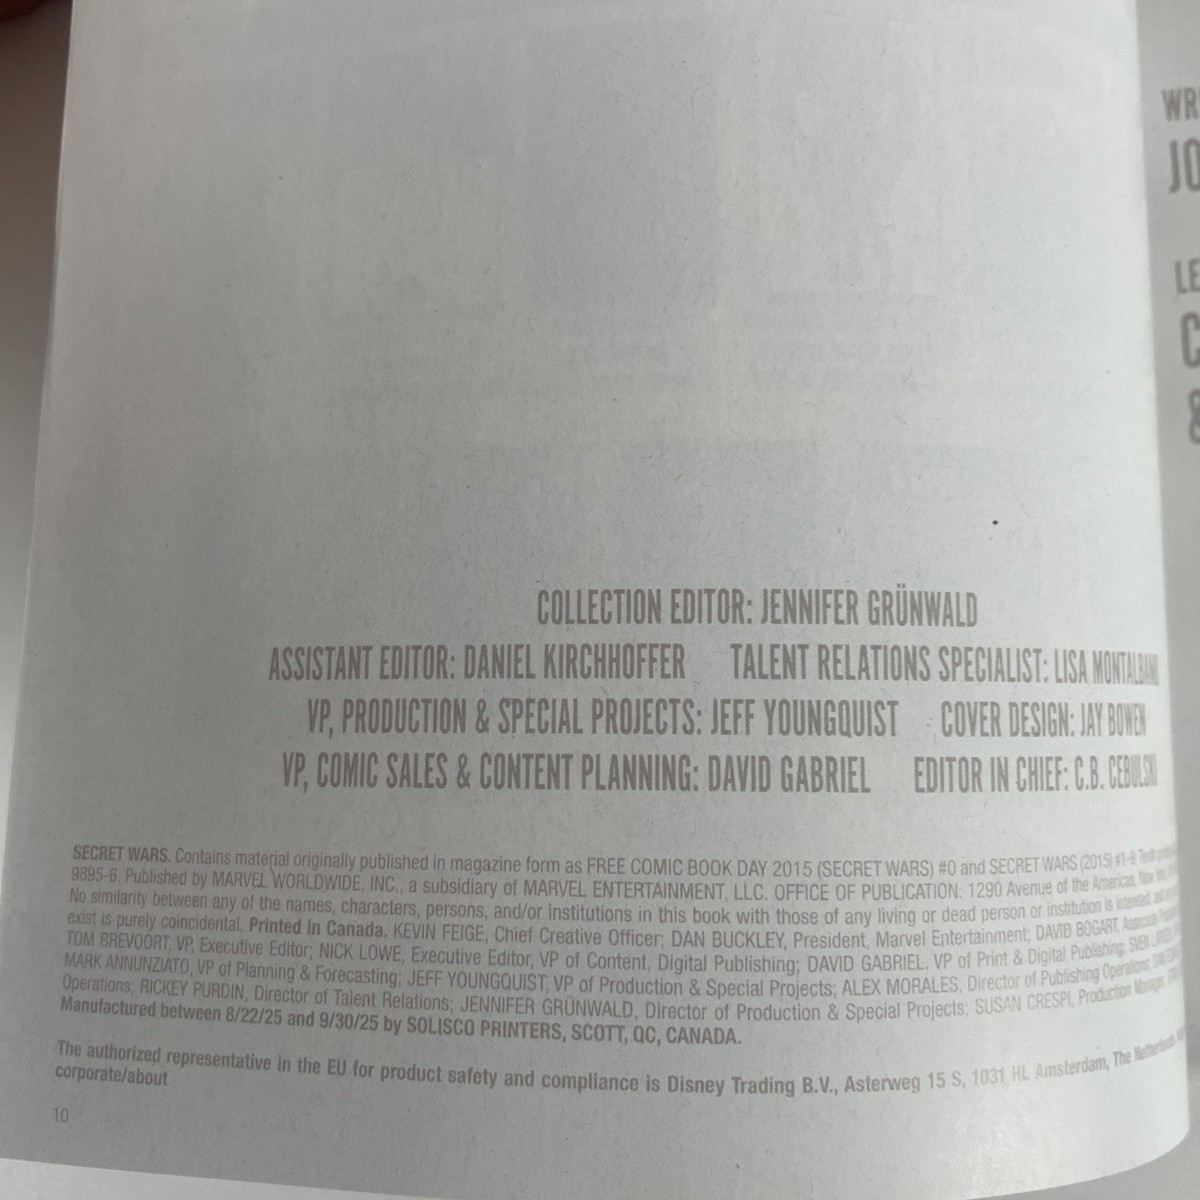 COLLECTION EDITOR: JENNIFER GRÜNWALD
ASSISTANT EDITOR: DANIEL KIRCHHOFFER TALENT RELATIONS SPECIALIST: LISA MONTALBANO
VP, PRODUCTION & SPECIAL PROJECTS: JEFF YOUNGQUIST COVER DESIGN: JAY BOWEN
VP, COMIC SALES & CONTENT PLANNING: DAVID GABRIEL EDITOR IN CHIEF: C.B. CEBULSKI
SECRET WARS. Contains material originally published in magazine form as FREE COMIC BOOK DAY 2015 (SECRET WARS) #0 and SECRET WARS (2015) #1-9. Tenth
9895-6. Published by MARVEL WORLDWIDE, INC., a subsidiary of MARVEL ENTERTAINMENT, LLC. OFFICE OF PUBLICATION: 1290 Avenue of the Americas, New
No similarity between any of the names, characters, persons, and/or institutions in this book with those of any living or dead person or institution is intended, and
exist is purely coincidental. Printed in Canada. KEVIN FEIGE, Chief Creative Officer; DAN BUCKLEY, President, Marvel Entertainment; DAVID BOGART, Associate
TOM BREVOORT, VP, Executive Editor; NICK LOWE, Executive Editor, VP of Content, Digital Publishing; DAVID GABRIEL, VP of Print & Digital Publishing; SVEN
MARK ANNUNZIATO, VP of Planning & Forecasting; JEFF YOUNGQUIST, VP of Production & Special Projects; ALEX MORALES, Director of Publishing Operations;
Operations; RICKEY PURDIN, Director of Talent Relations; JENNIFER GRÜNWALD, Director of Production & Special Projects; SUSAN CRESPI, Production Manager;
Manufactured between 8/22/25 and 9/30/25 by SOLISCO PRINTERS, SCOTT, QC, CANADA.
The authorized representative in the EU for product safety and compliance is Disney Trading B.V., Asterweg 15 S, 1031 HL Amsterdam, The Netherlands,
corporate/about
10
WR
JO
LE
C
&